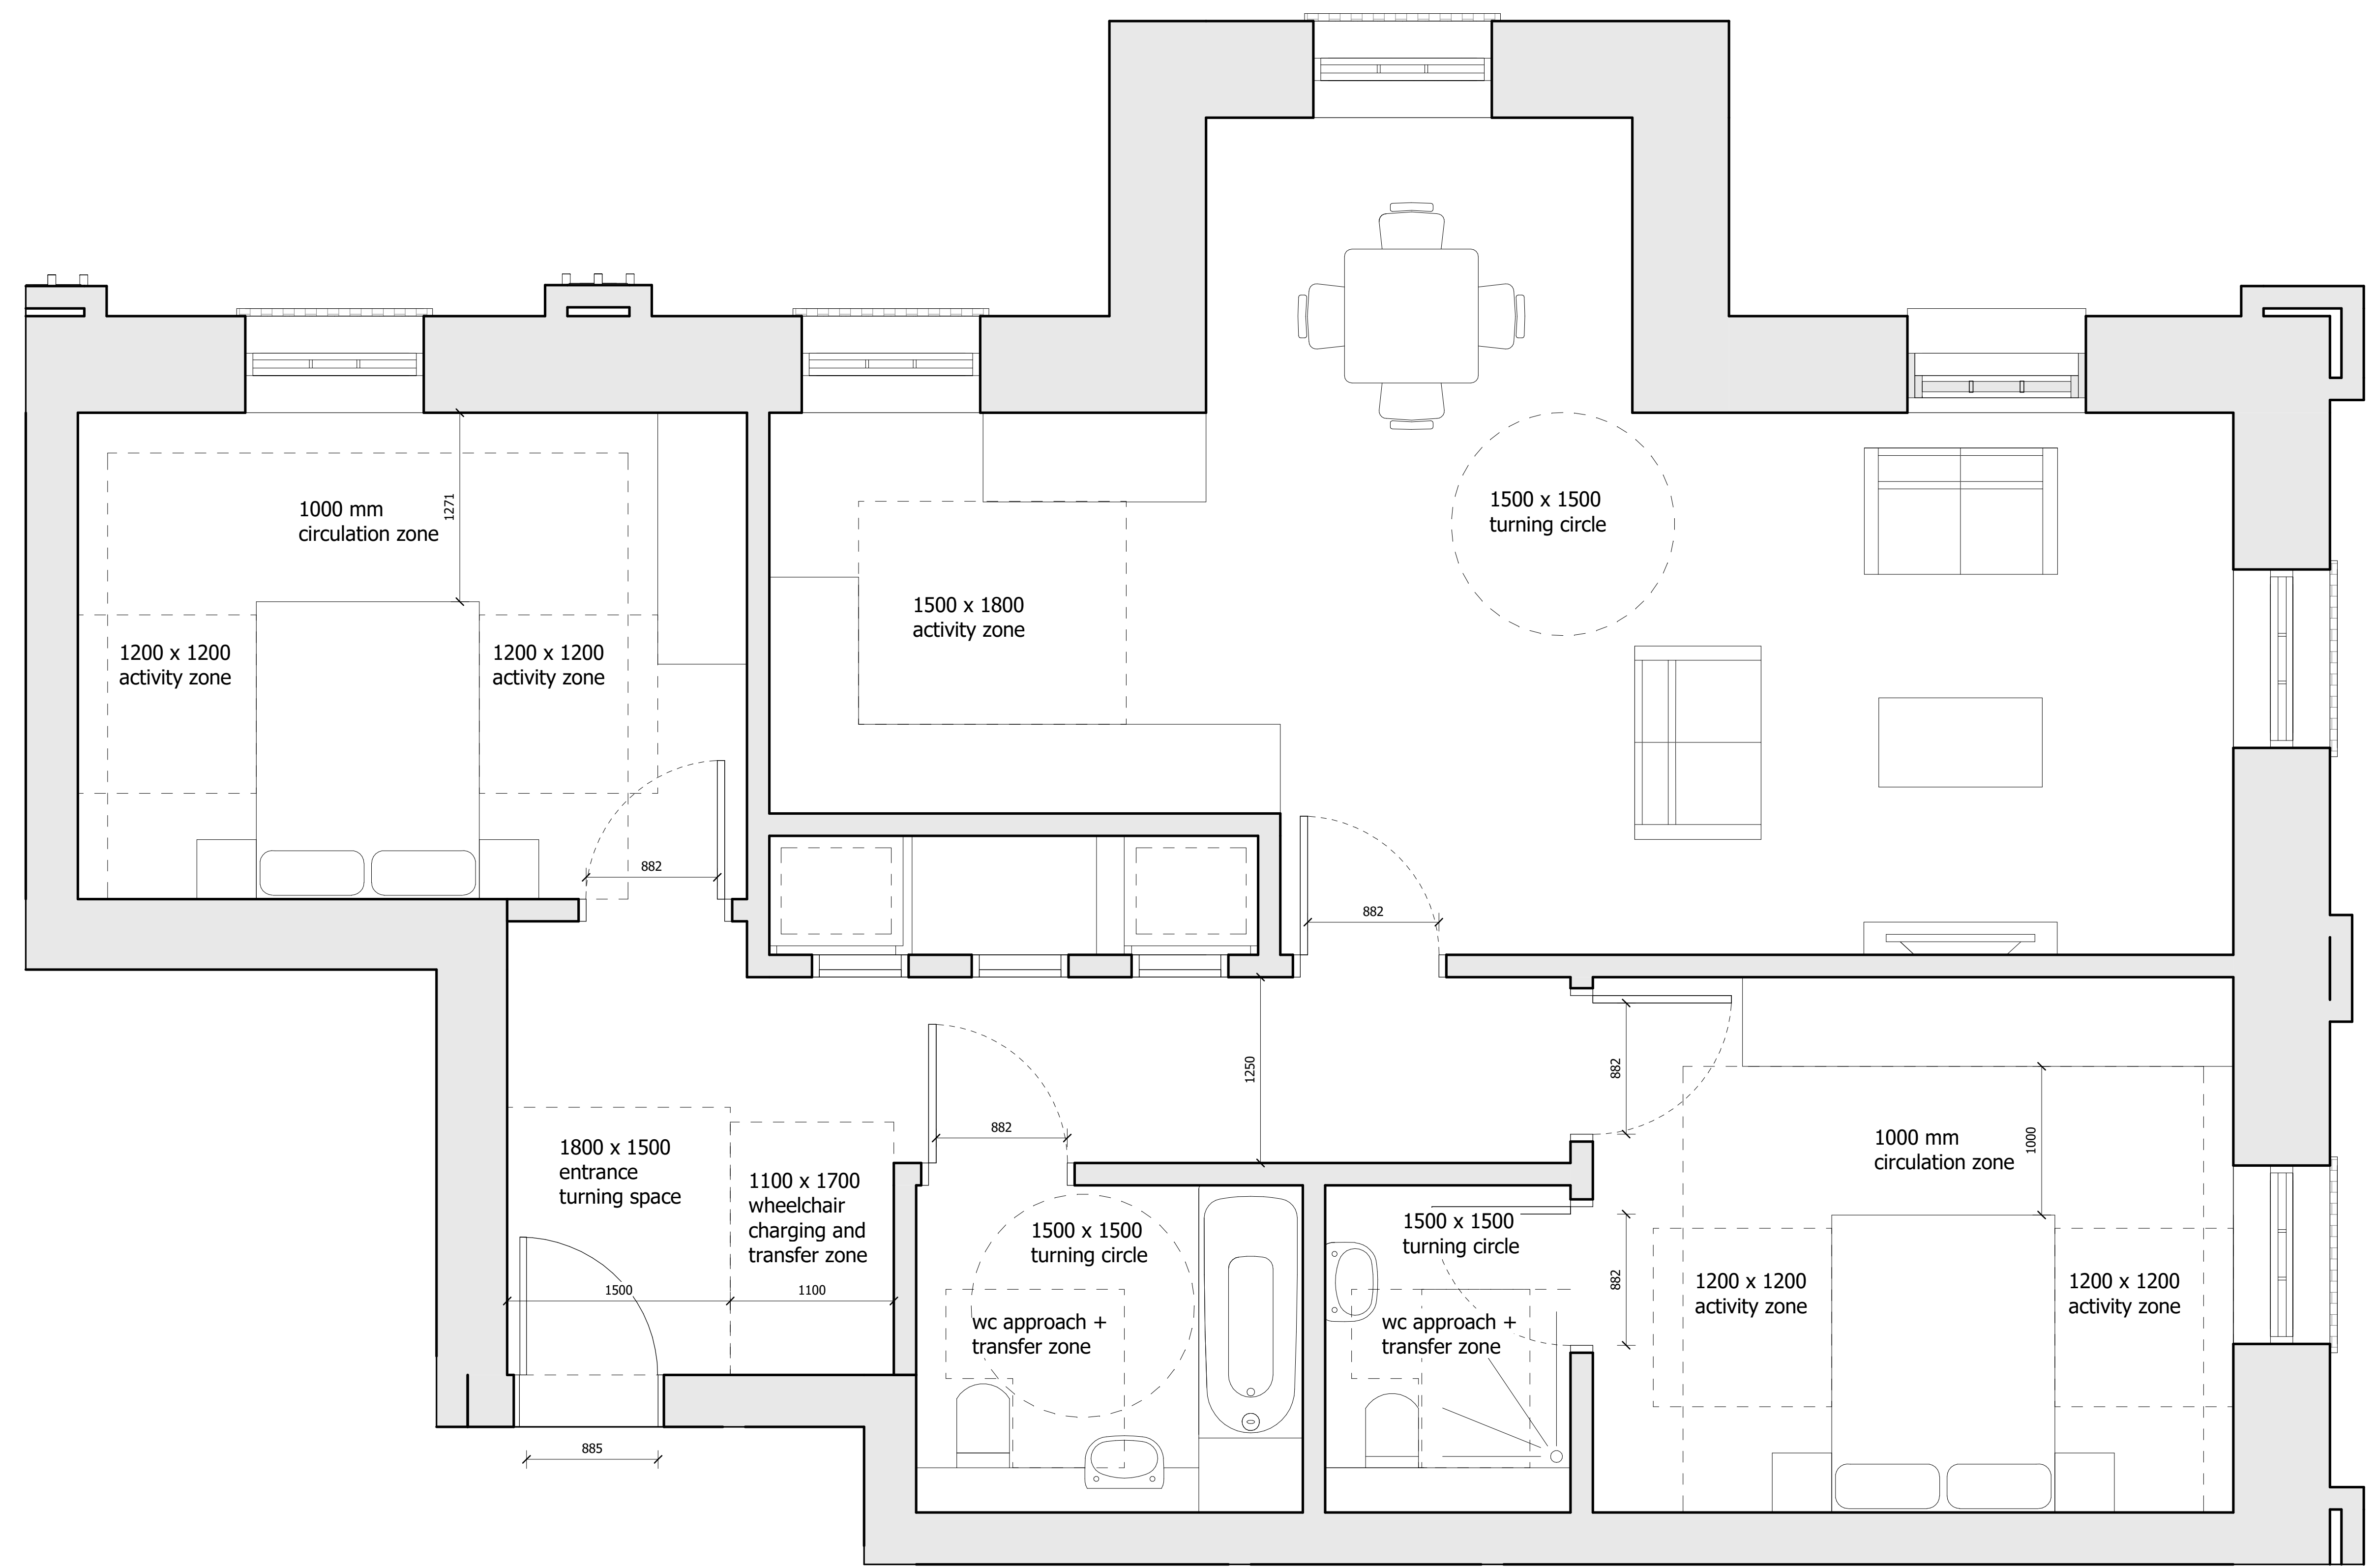 1000 mm
circulation zone
1271
1500 x 1500
turning circle
1500 x 1800
activity zone
1200 x 1200
activity zone
1200 x 1200
activity zone
882
882
1250
882
882
1000
1000 mm
circulation zone
1800 x 1500
entrance
turning space
1100 x 1700
wheelchair
charging and
transfer zone
1500
1100
1500 x 1500
turning circle
wc approach +
transfer zone
1500 x 1500
turning circle
wc approach +
transfer zone
882
1200 x 1200
activity zone
1200 x 1200
activity zone
885